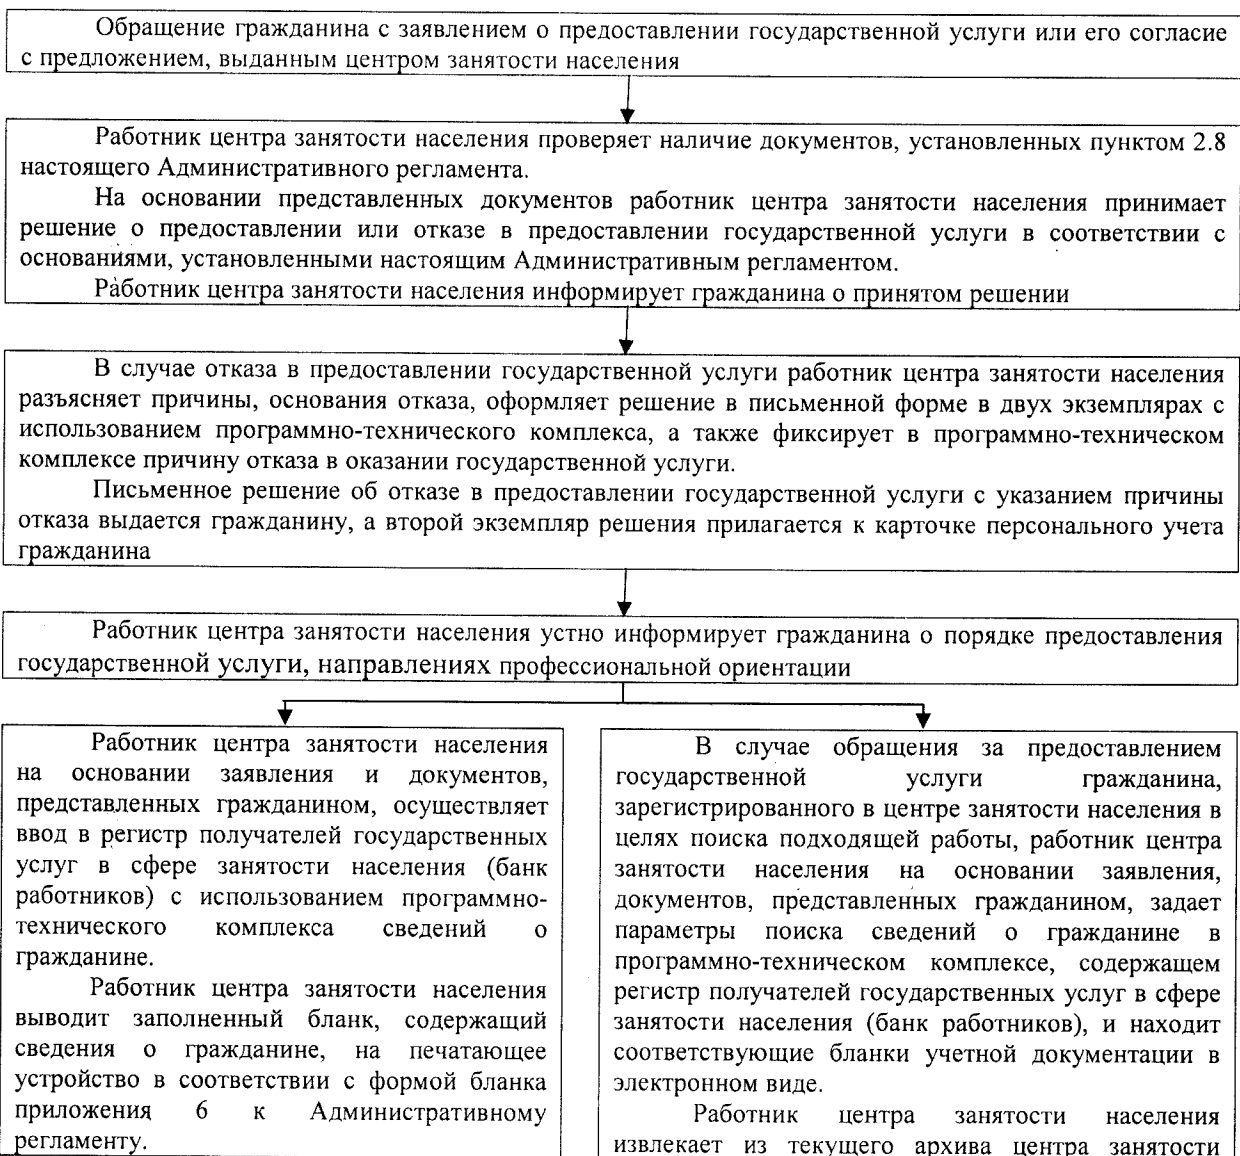 Обращение гражданина с заявлением о предоставлении государственной услуги или его согласие
с предложением, выданным центром занятости населения
Работник центра занятости населения проверяет наличие документов, установленных пунктом 2.8
настоящего Административного регламента.
На основании представленных документов работник центра занятости населения принимает
решение о предоставлении или отказе в предоставлении государственной услуги в соответствии с
основаниями, установленными настоящим Административным регламентом.
Работник центра занятости населения информирует гражданина о принятом решении
В случае отказа в предоставлении государственной услуги работник центра занятости населения
разъясняет причины, основания отказа, оформляет решение в письменной форме в двух экземплярах с
использованием программно-технического комплекса, а также фиксирует в программно-техническом
комплексе причину отказа в оказании государственной услуги.
Письменное решение об отказе в предоставлении государственной услуги с указанием причины
отказа выдается гражданину, а второй экземпляр решения прилагается к карточке персонального учета
гражданина
Работник центра занятости населения устно информирует гражданина о порядке предоставления
государственной услуги, направлениях профессиональной ориентации
Работник центра занятости населения
на основании заявления и документов,
представленных гражданином, осуществляет
ввод в регистр получателей государственных
услуг в сфере занятости населения (банк
работников) с использованием программно-
технического комплекса сведений о
гражданине.
Работник центра занятости населения
выводит заполненный бланк, содержащий
сведения о гражданине, на печатающее
устройство в соответствии с формой бланка
приложения 6 к Административному
регламенту.
В случае обращения за предоставлением
государственной услуги гражданина,
зарегистрированного в центре занятости населения в
целях поиска подходящей работы, работник центра
занятости населения на основании заявления,
документов, представленных гражданином, задает
параметры поиска сведений о гражданине в
программно-техническом комплексе, содержащем
регистр получателей государственных услуг в сфере
занятости населения (банк работников), и находит
соответствующие бланки учетной документации в
электронном виде.
Работник центра занятости населения
извлекает из текущего архива центра занятости